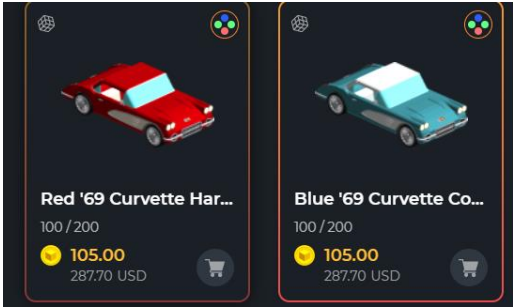 Red '69 Curvette Har...
100 / 200
105.00
287.70 USD
Blue '69 Curvette Co...
100 / 200
105.00
287.70 USD